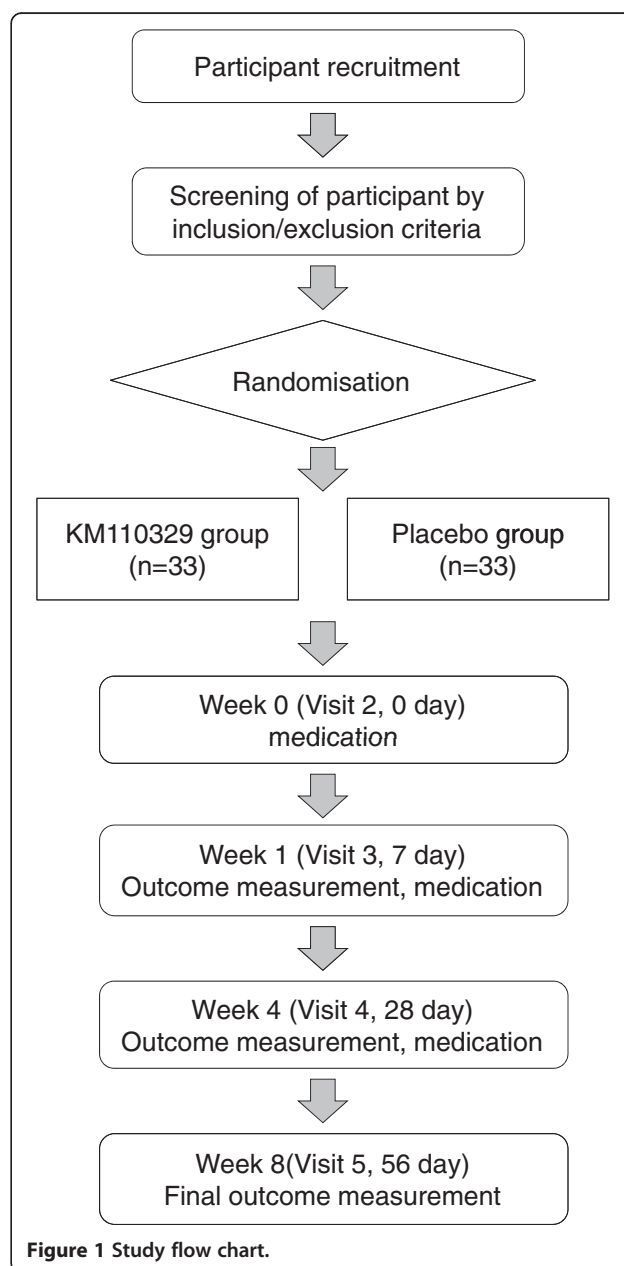 Participant recruitment
Screening of participant by
inclusion/exclusion criteria
Randomisation
KM110329 group
(n=33)
Placebo group
(n=33)
Week 0 (Visit 2, 0 day)
medication
Week 1 (Visit 3, 7 day)
Outcome measurement, medication
Week 4 (Visit 4, 28 day)
Outcome measurement, medication
Week 8(Visit 5, 56 day)
Final outcome measurement
Figure 1 Study flow chart.